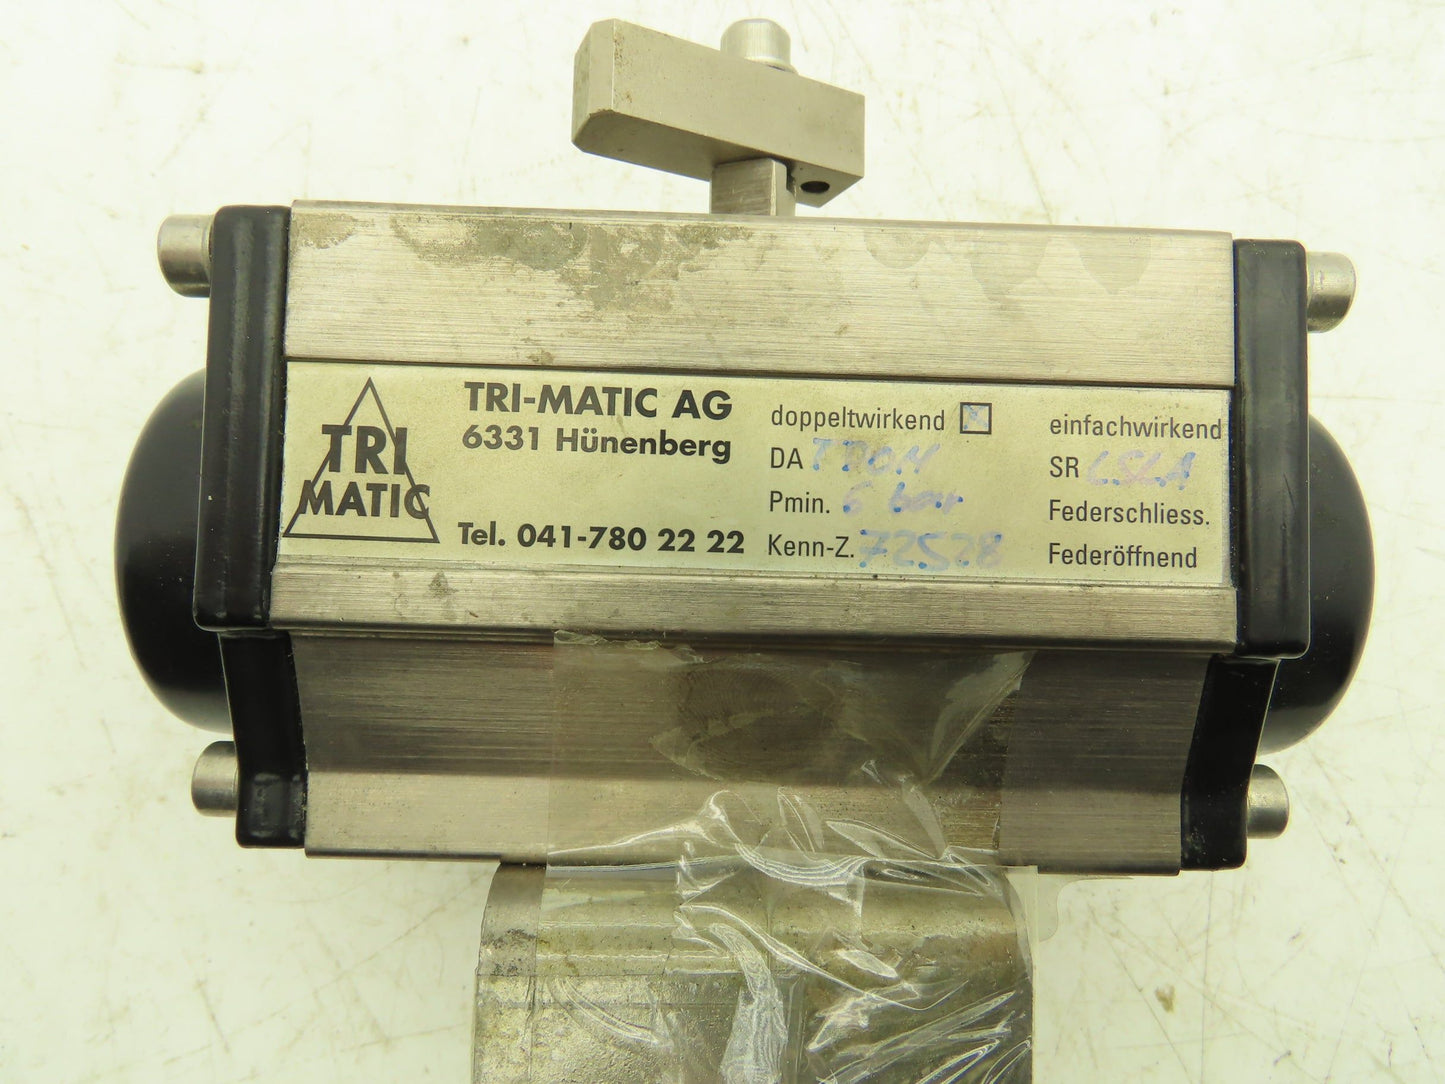 TRI
MATIC
TRI-MATIC AG
6331 Hünenberg
Tel. 041-780 22 22
doppeltwirkend
DA
Pmin. 6 bar
Kenn-Z. 72528
einfachwirkend
SR
Federschliess.
Federöffnend